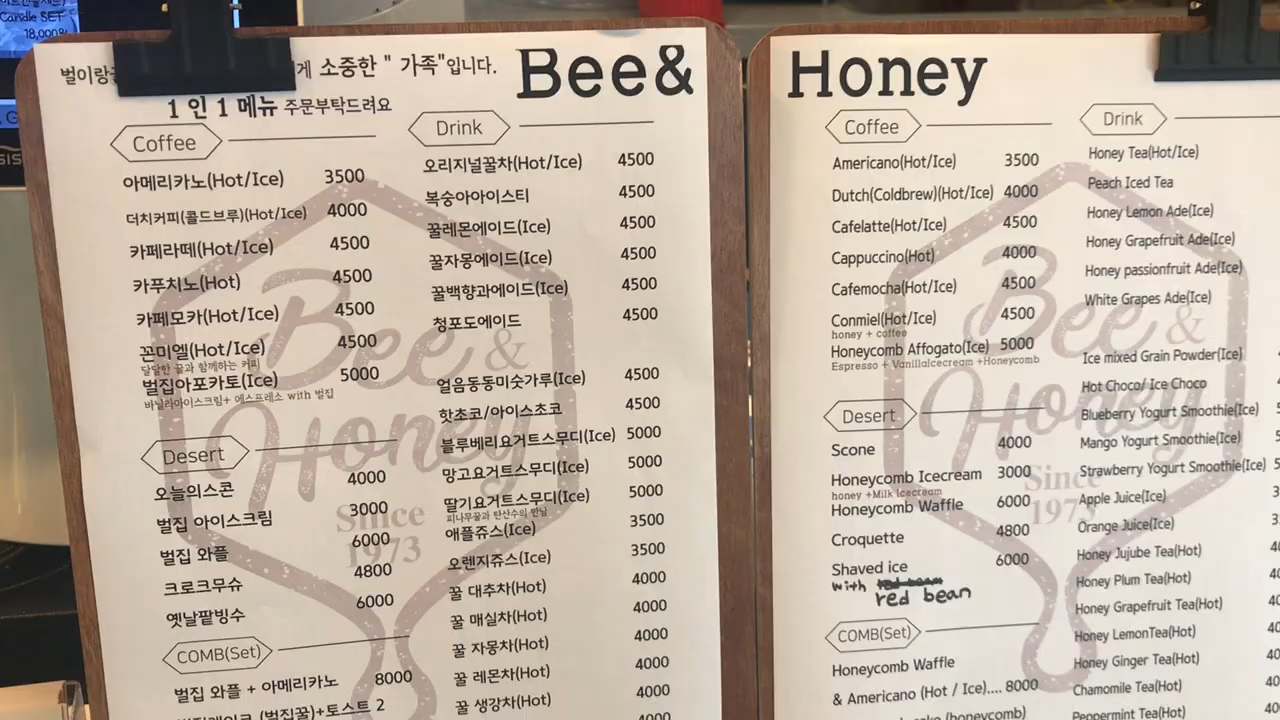 Candle SET
18,000원
벌이랑
게 소중한 " 가족"입니다.
Bee&
1 인 1 메뉴 주문부탁드려요
Coffee
아메리카노(Hot/Ice) 3500
더치커피(콜드브루)(Hot/Ice) 4000
카페라떼(Hot/Ice) 4500
카푸치노(Hot) 4500
카페모카(Hot/Ice) 4500
꼰미엘(Hot/Ice) 4500
달달한 꿀과 함께하는 커피
벌집아포카토(Ice) 5000
바닐라아이스크림+ 에스프레소 with 벌집
Desert
오늘의스콘 4000
벌집 아이스크림 3000
벌집 와플 6000
크로크무슈 4800
옛날팥빙수 6000
COMB(Set)
벌집 와플 + 아메리카노 8000
(벌집꿀)+토스트 2
Drink
오리지널꿀차(Hot/Ice) 4500
복숭아아이스티 4500
꿀레몬에이드(Ice) 4500
꿀자몽에이드(Ice) 4500
꿀백향과에이드(Ice) 4500
청포도에이드 4500
얼음동동미숫가루(Ice) 4500
핫초코/아이스초코 4500
블루베리요거트스무디(Ice) 5000
망고요거트스무디(Ice) 5000
딸기요거트스무디(Ice) 5000
피나무꿀과 탄산수의 만남
애플쥬스(Ice) 3500
오렌지쥬스(Ice) 3500
꿀 대추차(Hot) 4000
꿀 매실차(Hot) 4000
꿀 자몽차(Hot) 4000
꿀 레몬차(Hot) 4000
꿀 생강차(Hot) 4000
4000
Bee &
Honey
Since
1973
Honey
Coffee
Americano(Hot/Ice) 3500
Dutch(Coldbrew)(Hot/Ice) 4000
Cafelatte(Hot/Ice) 4500
Cappuccino(Hot) 4000
Cafemocha(Hot/Ice) 4500
Conmiel(Hot/Ice) 4500
honey + coffee
Honeycomb Affogato(Ice) 5000
Espresso + Vanillaicecream +Honeycomb
Desert
Scone 4000
Honeycomb Icecream 3000
honey +Milk Icecream
Honeycomb Waffle 6000
Croquette 4800
Shaved ice 6000
with red bean
red bean
COMB(Set)
Honeycomb Waffle
& Americano (Hot / Ice).... 8000
(honeycomb)
Drink
Honey Tea(Hot/Ice)
Peach Iced Tea
Honey Lemon Ade(Ice)
Honey Grapefruit Ade(Ice)
Honey passionfruit Ade(Ice)
White Grapes Ade(Ice)
Ice mixed Grain Powder(Ice)
Hot Choco/ Ice Choco
Blueberry Yogurt Smoothie(Ice)
Mango Yogurt Smoothie(Ice)
Strawberry Yogurt Smoothie(Ice)
Apple Juice(Ice)
Orange Juice(Ice)
Honey Jujube Tea(Hot)
Honey Plum Tea(Hot)
Honey Grapefruit Tea(Hot)
Honey LemonTea(Hot)
Honey Ginger Tea(Hot)
Chamomile Tea(Hot)
Peppermint Tea(Hot)
Bee &
Honey
Since
1973